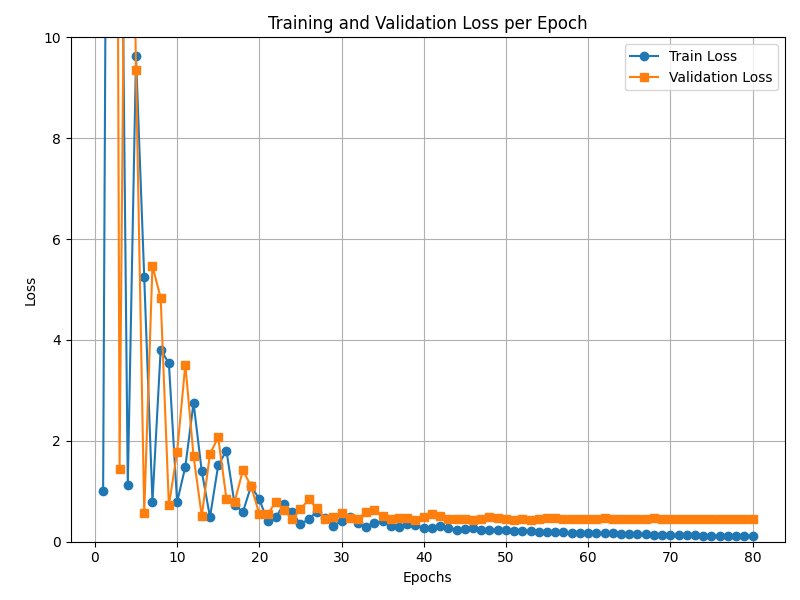 Training and Validation Loss per Epoch
Train Loss
Validation Loss
Loss
10
8
6
4
2
0
0 10 20 30 40 50 60 70 80
Epochs